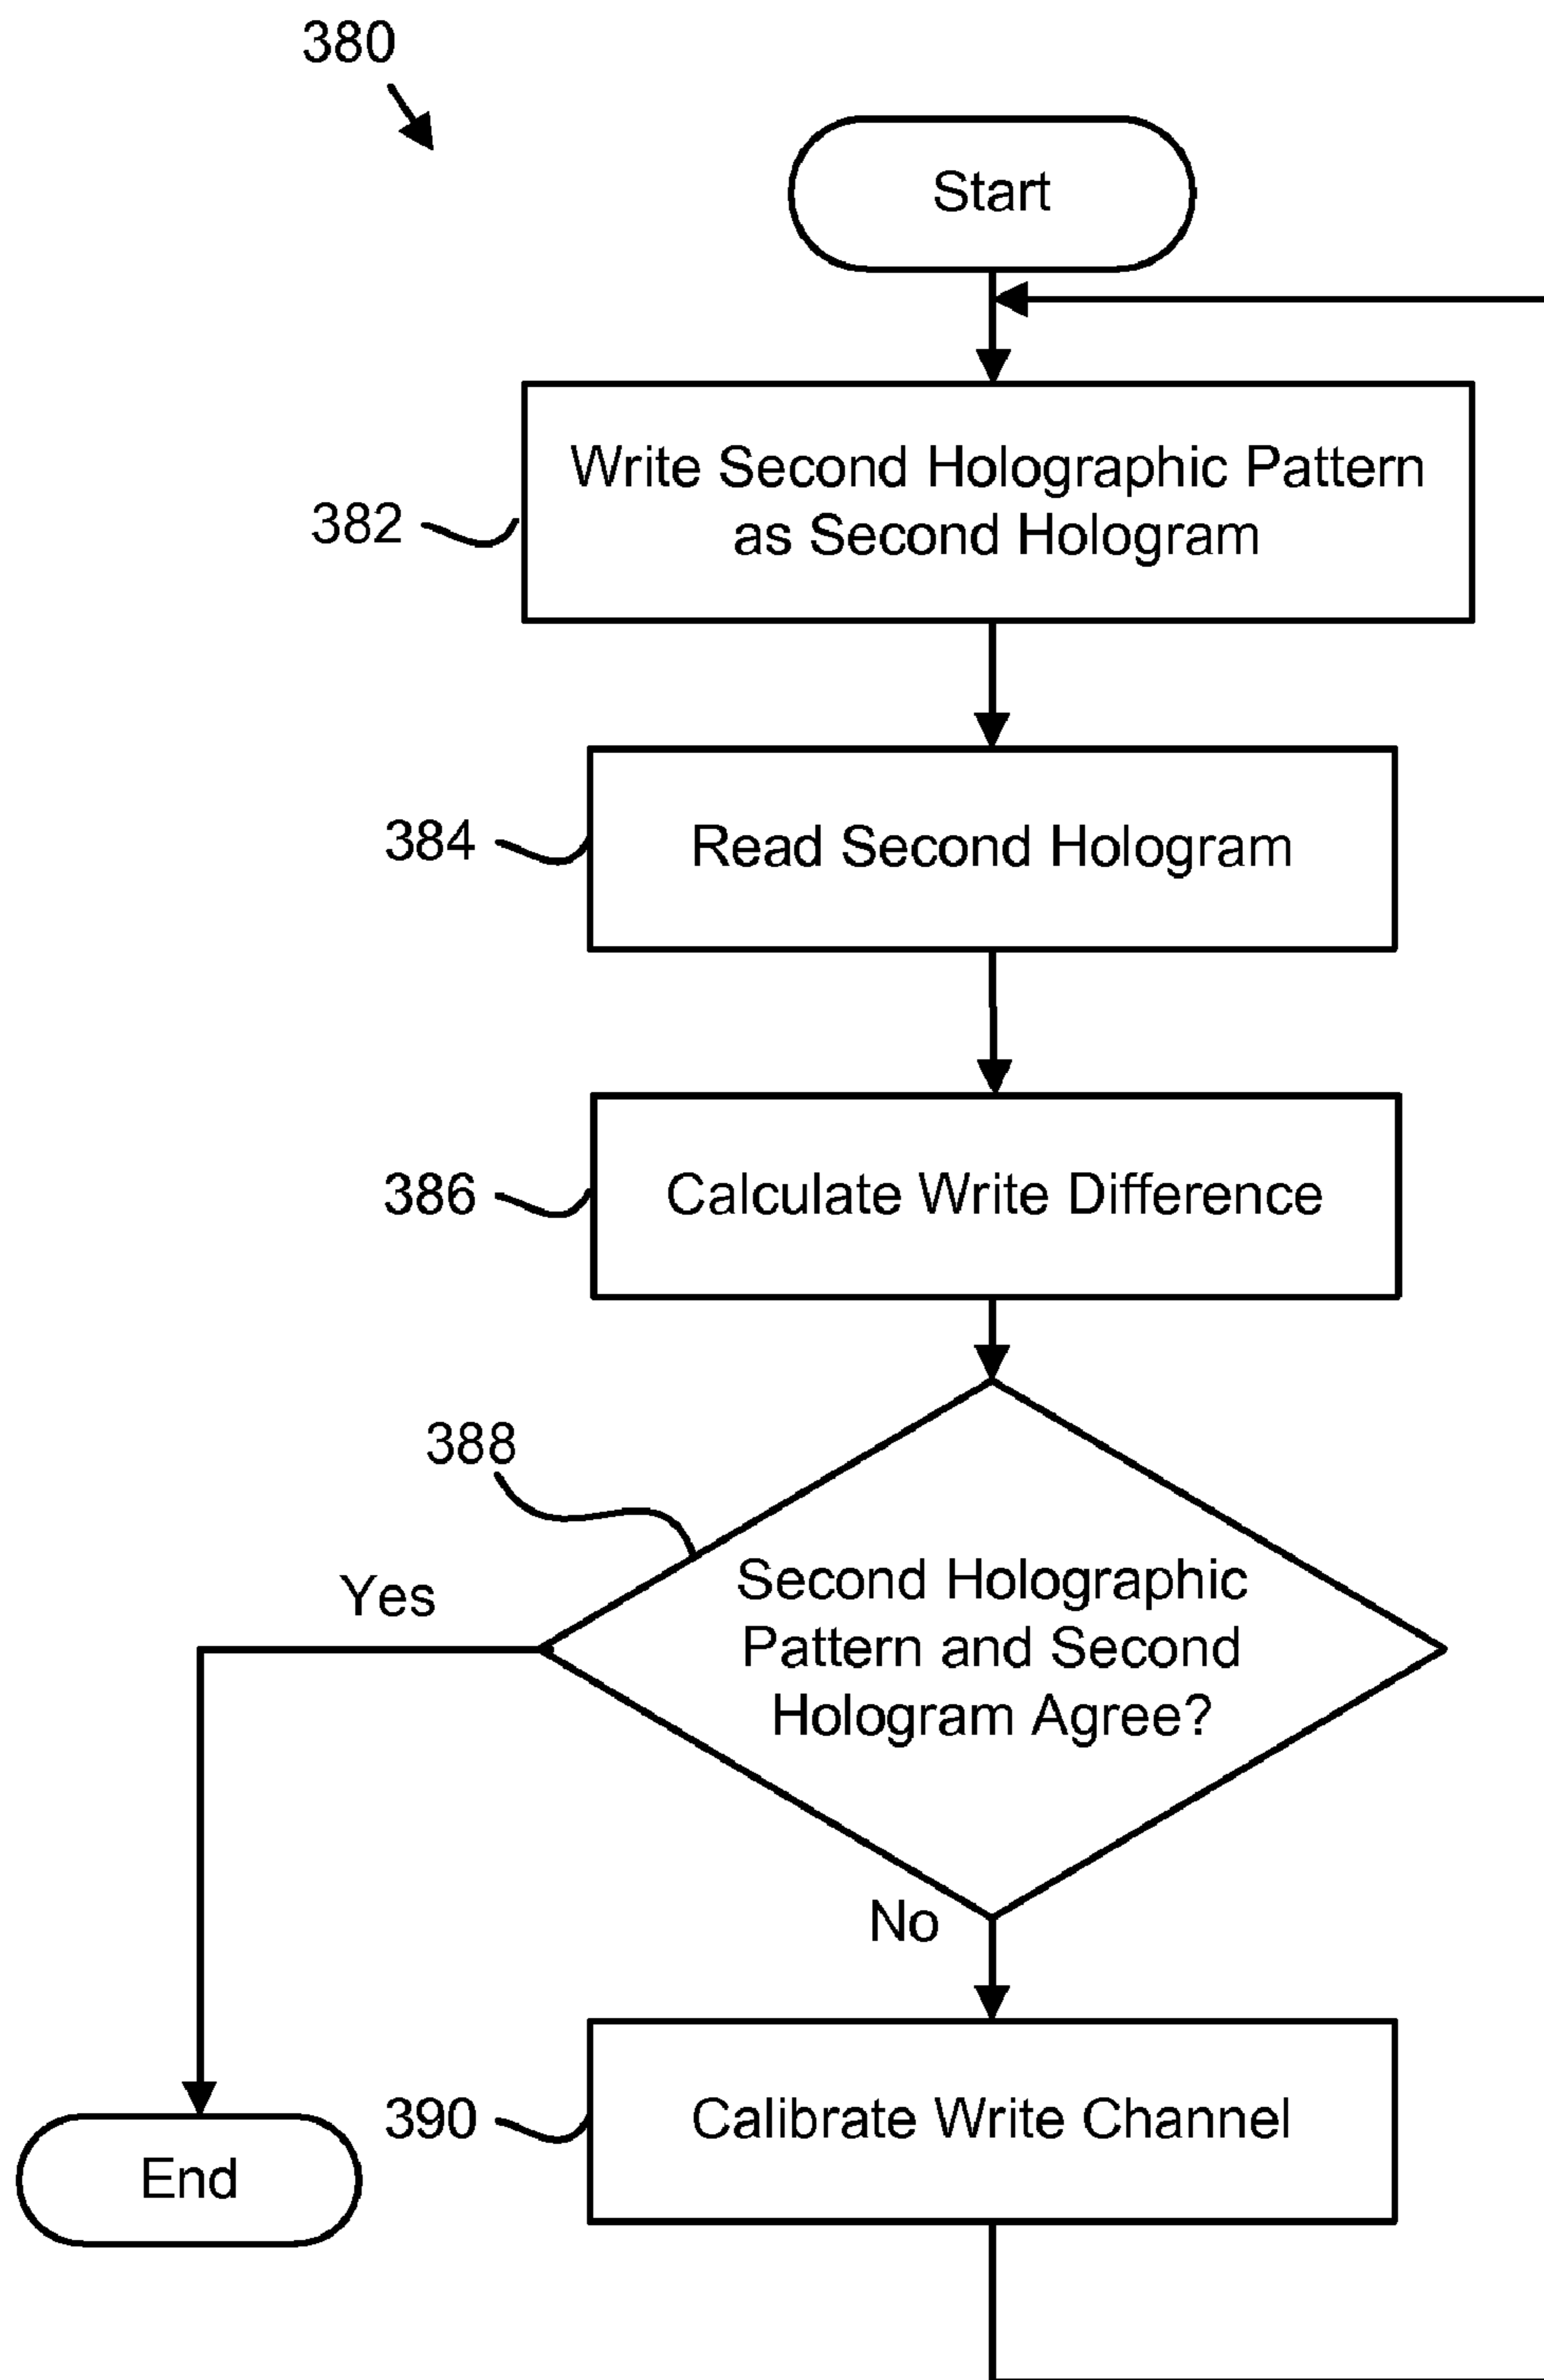 380
Start
Write Second Holographic Pattern
as Second Hologram
382
Read Second Hologram
384
Calculate Write Difference
386
388
Second Holographic
Pattern and Second
Hologram Agree?
Yes
No
Calibrate Write Channel
390
End